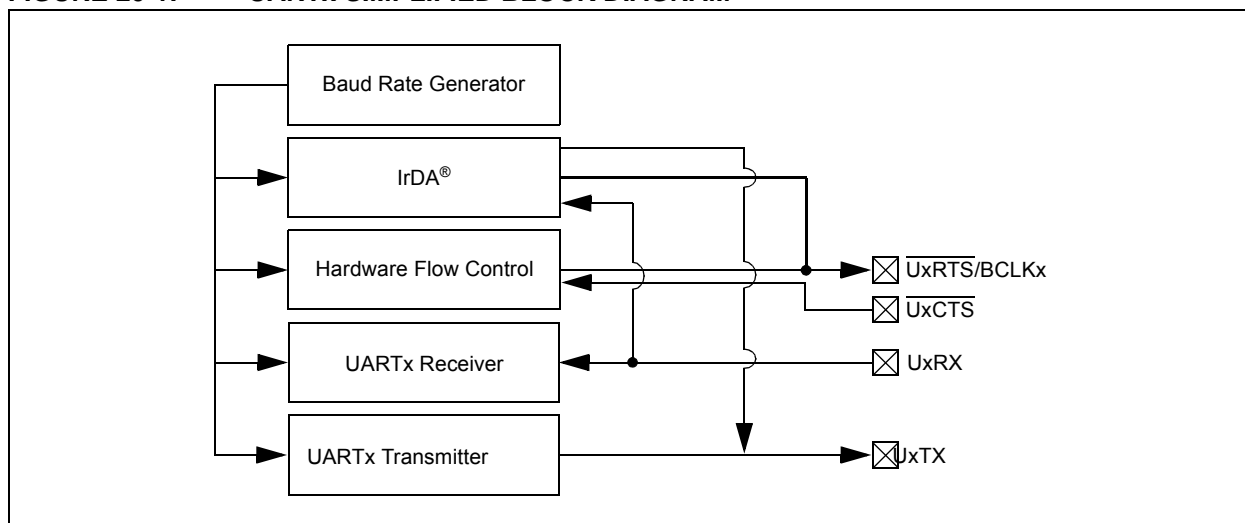 Baud Rate Generator
IrDA®
Hardware Flow Control
UxRTS/BCLKx
UxCTS
UARTx Receiver
UxRX
UARTx Transmitter
UxTX